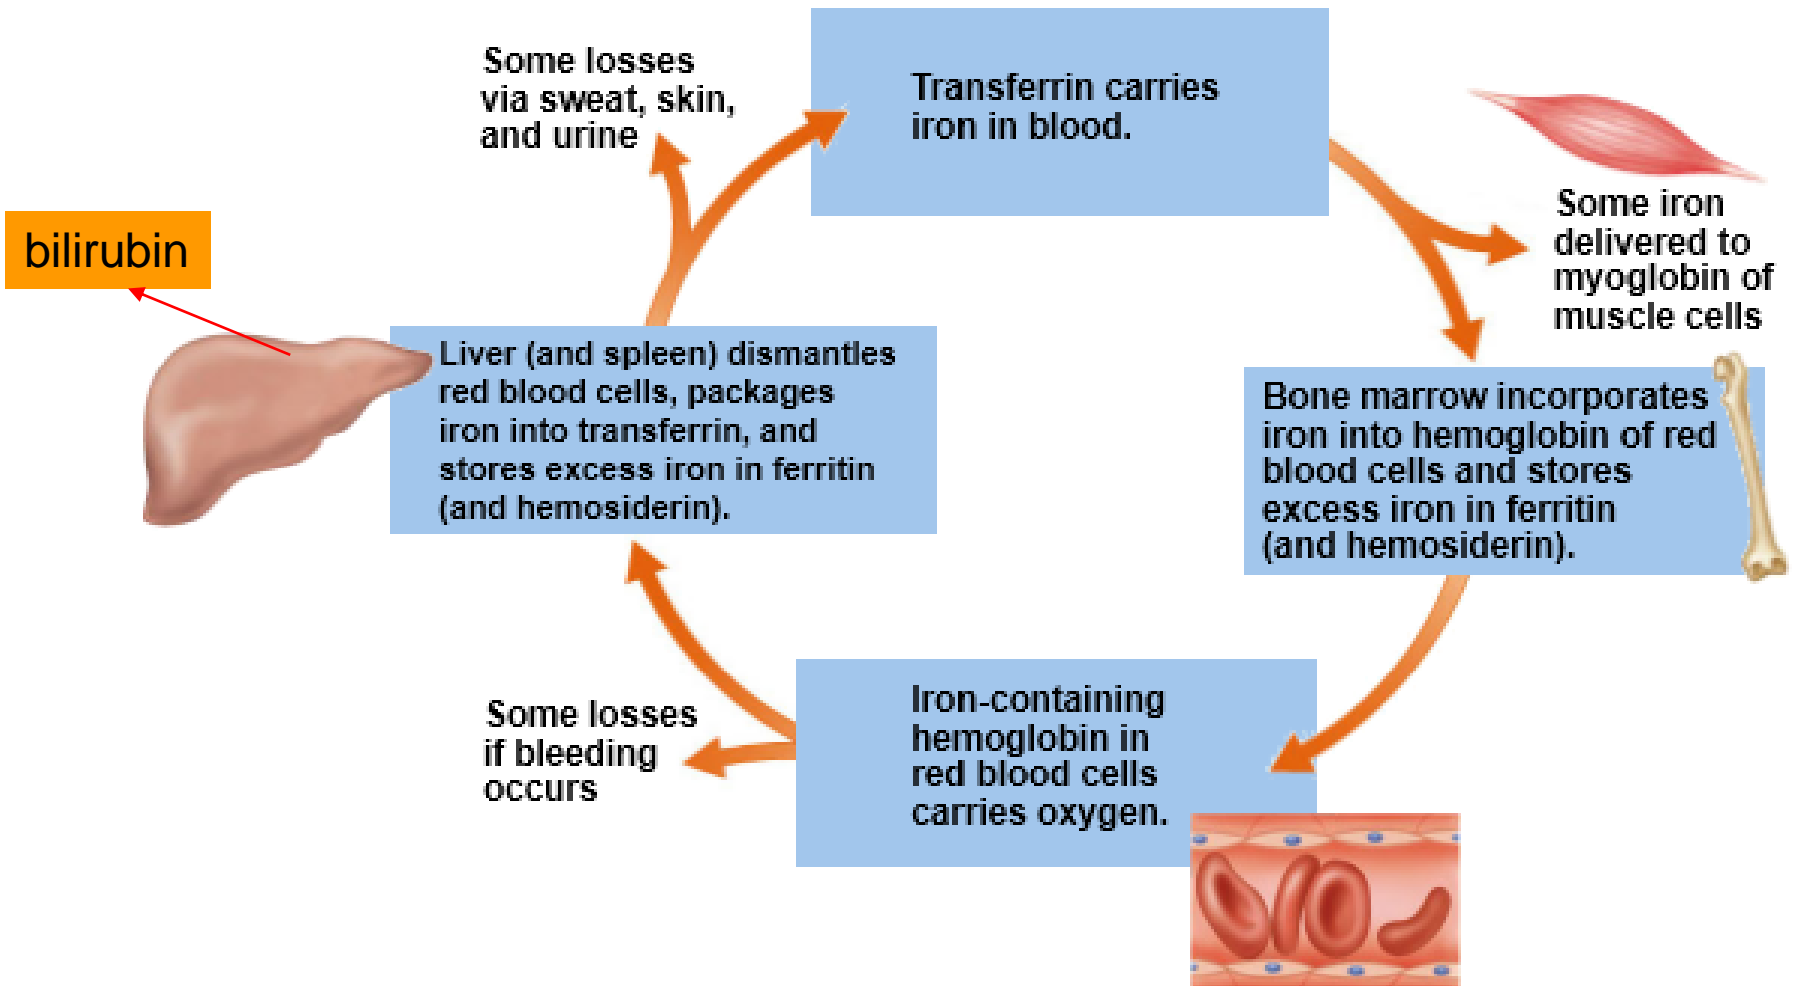 Some losses
via sweat, skin,
and urine
Transferrin carries
iron in blood.
Some iron
delivered to
myoglobin of
muscle cells
bilirubin
Liver (and spleen) dismantles
red blood cells, packages
iron into transferrin, and
stores excess iron in ferritin
(and hemosiderin).
Bone marrow incorporates
iron into hemoglobin of red
blood cells and stores
excess iron in ferritin
(and hemosiderin).
Some losses
if bleeding
occurs
Iron-containing
hemoglobin in
red blood cells
carries oxygen.